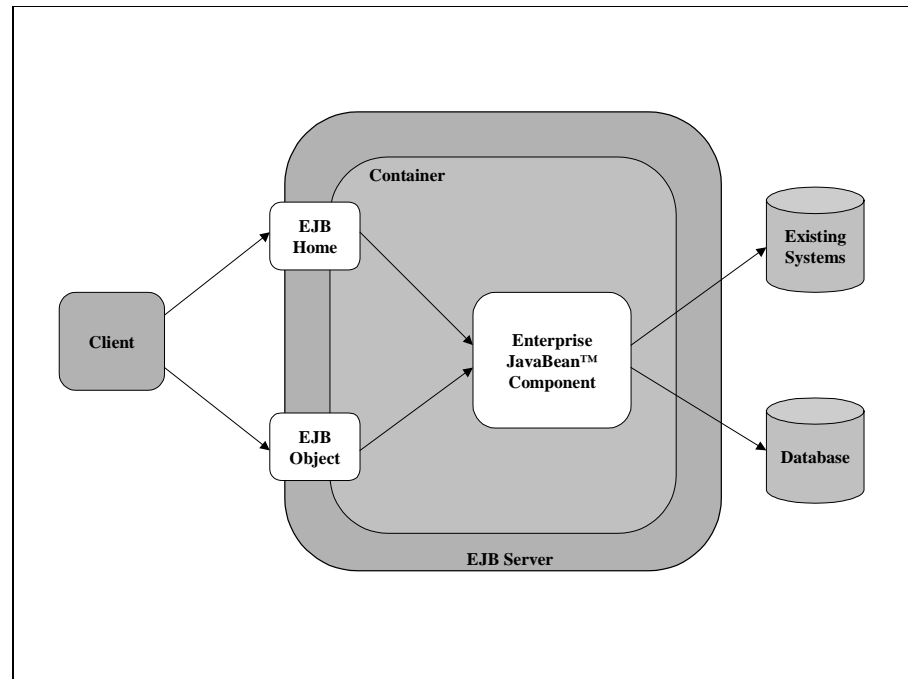 Container
EJB
Home
Existing
Systems
Client
Enterprise
JavaBean™
Component
EJB
Object
Database
EJB Server